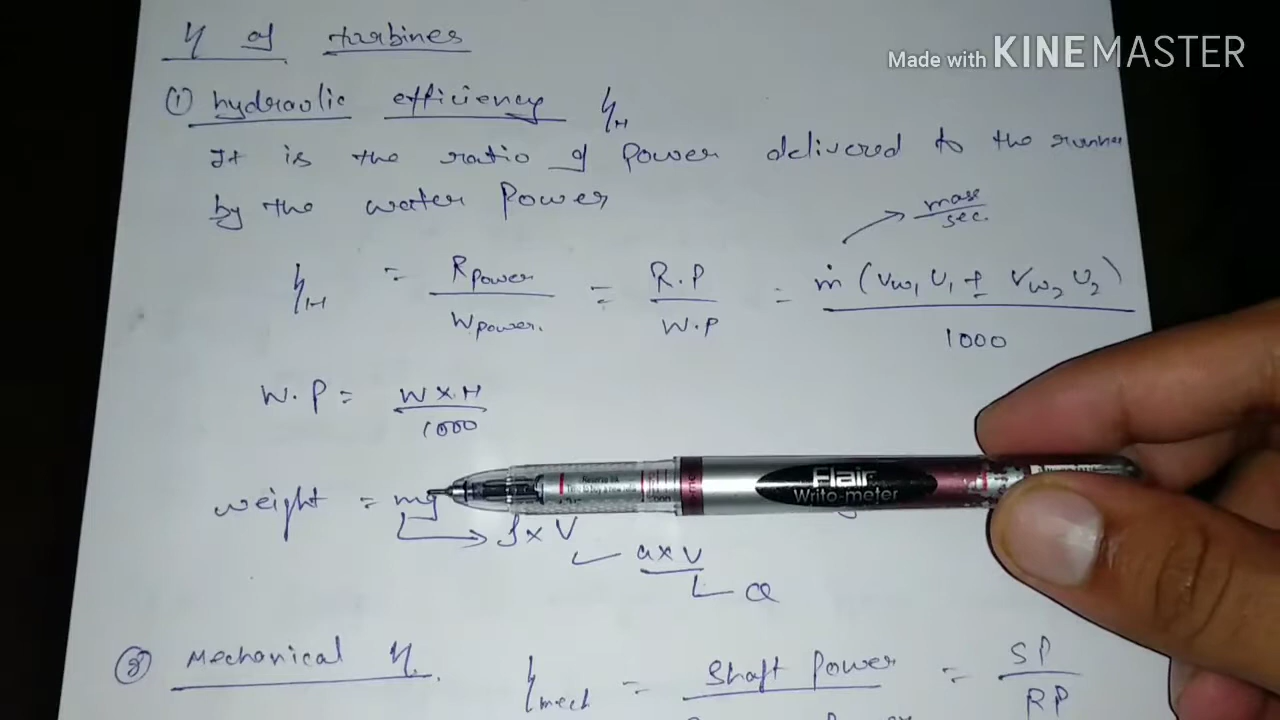 η of turbines
Made with KINEMASTER
① hydraulic efficiency η_H
It is the ratio of Power delivered to the runner
by the water Power
mass/sec.
η_H = R power / W power. = R.P / W.P = ṁ (Vw₁ U₁ ± Vw₂ U₂) / 1000
W.P = W × H / 1000
Flair
Writo-meter
weight = mg
ρ × V
a × V
Q
② Mechanical η.
η mech = Shaft Power = SP / RP